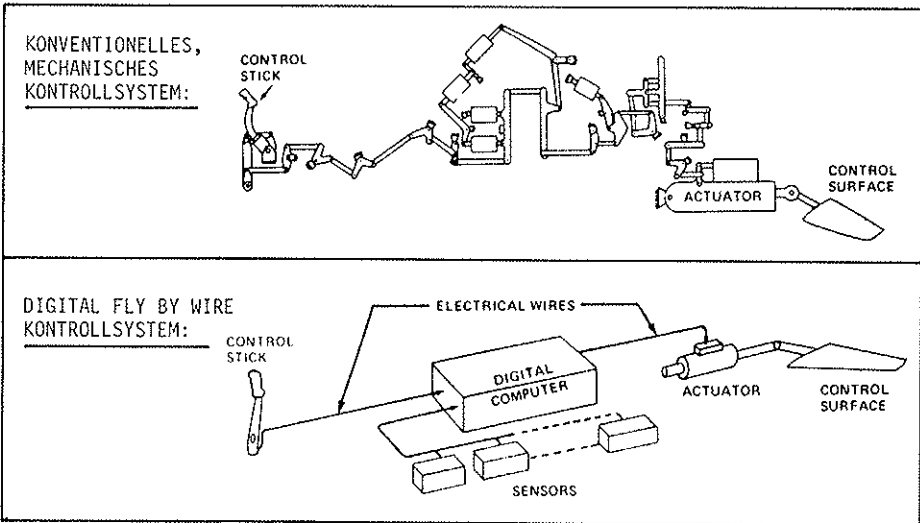 KONVENTIONELLES,
MECHANISCHES
KONTROLLSYSTEM:
CONTROL
STICK
ACTUATOR
CONTROL
SURFACE
DIGITAL FLY BY WIRE
KONTROLLSYSTEM:
CONTROL
STICK
ELECTRICAL WIRES
DIGITAL
COMPUTER
ACTUATOR
CONTROL
SURFACE
SENSORS